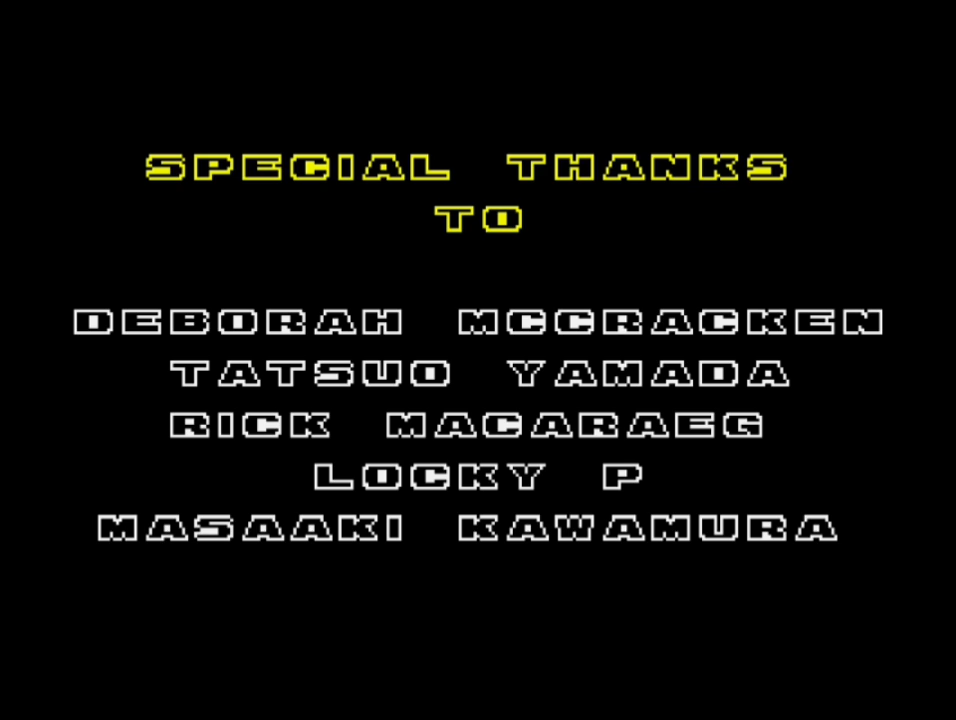 SPECIAL THANKS
TO
DEBORAH MCCRACKEN
TATSUO YAMADA
RICK MACARAEG
LOCKY P
MASAAKI KAWAMURA